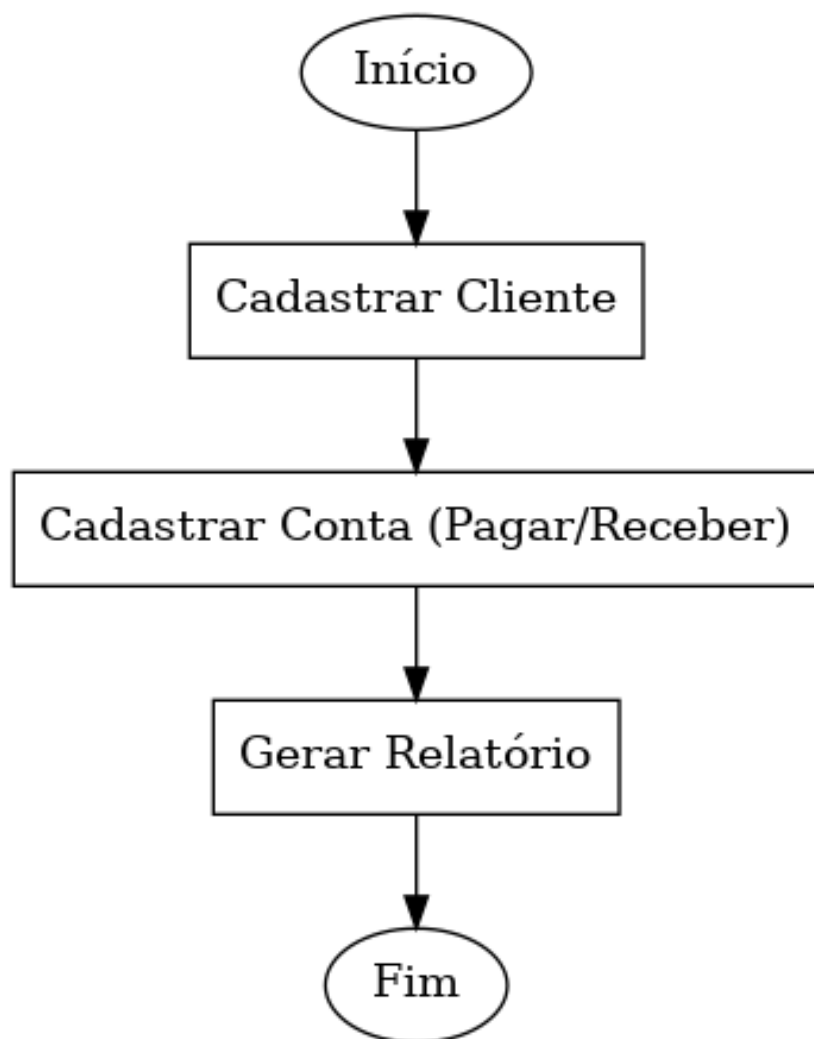 Início
Cadastrar Cliente
Cadastrar Conta (Pagar/Receber)
Gerar Relatório
Fim